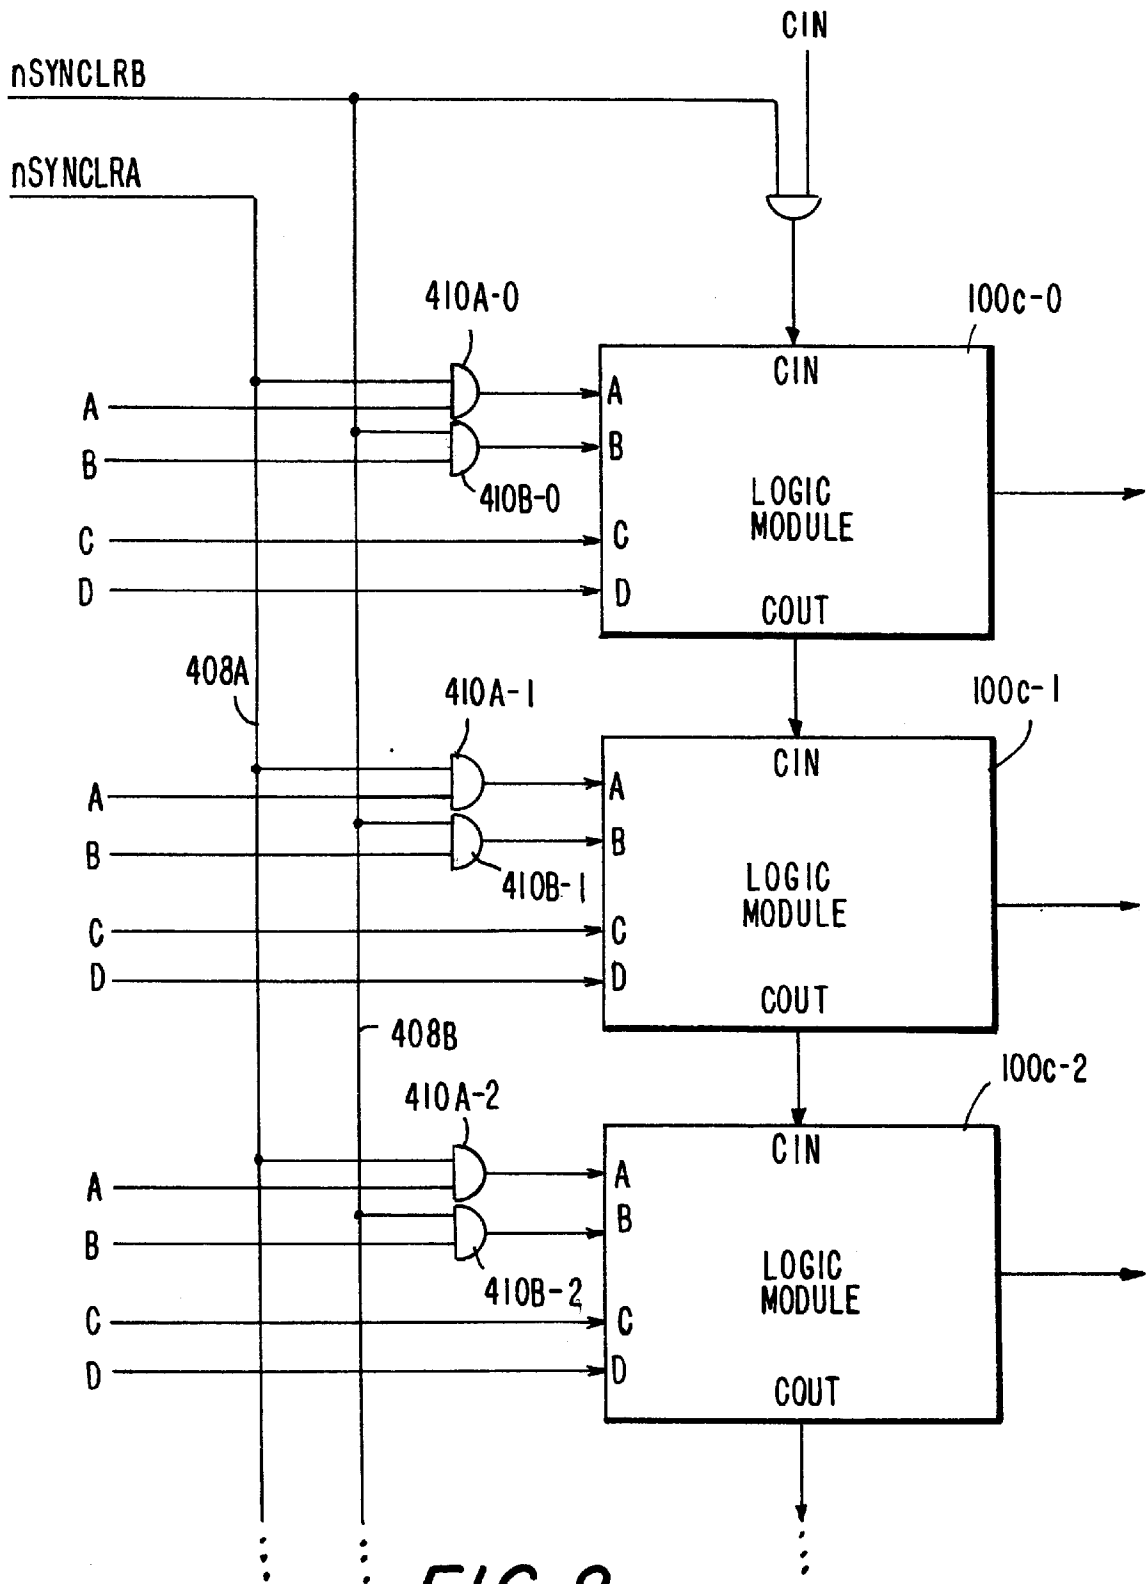 CIN
nSYNCLRB
nSYNCLRA
410A-0
100c-0
CIN
A
A
B
B
410B-0
LOGIC
MODULE
C
C
D
D
COUT
408A
410A-1
100c-1
CIN
A
A
B
B
410B-1
LOGIC
MODULE
C
C
D
D
COUT
408B
410A-2
100c-2
CIN
A
A
B
B
410B-2
LOGIC
MODULE
C
C
D
D
COUT